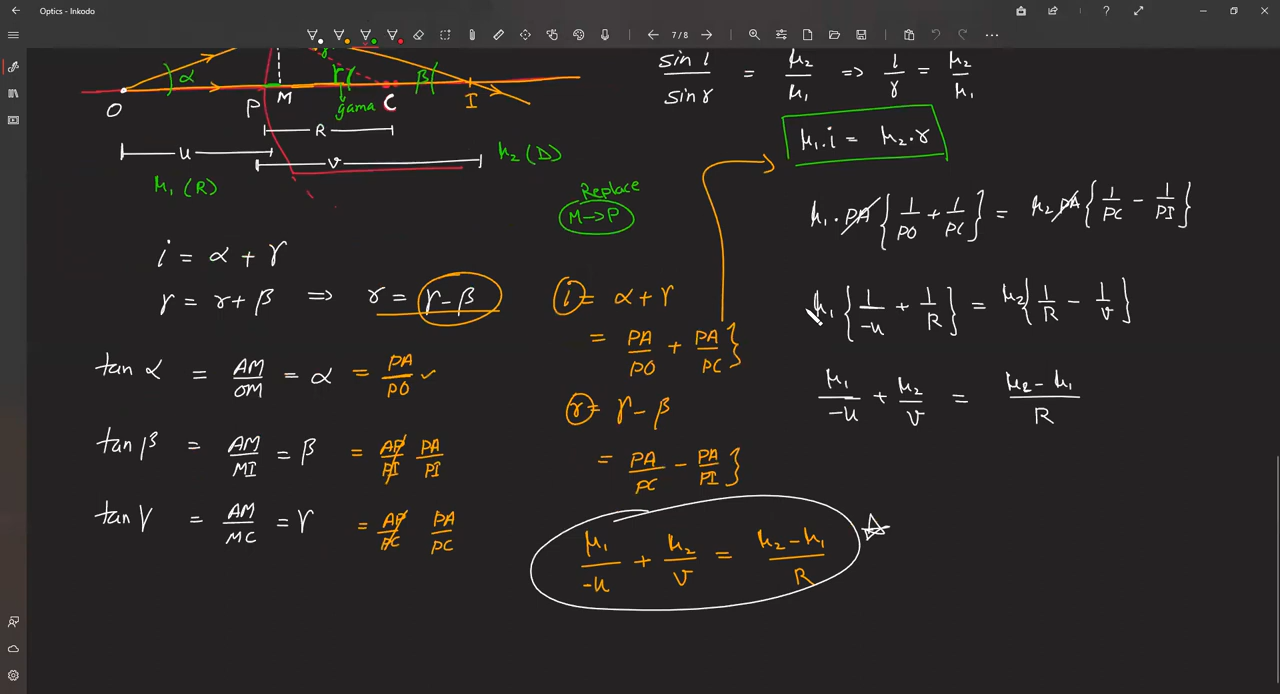 Optics - Inkodo
7/8
α
γ
β
O
P
M
gama
C
I
R
u
v
μ₁ (R)
μ₂ (D)
Replace
M → P
i = α + γ
γ = r + β ⇒ r = γ - β
tan α = AM/OM = α = PA/PO ✓
tan β = AM/MI = β = AP/PI PA/PI
tan γ = AM/MC = γ = AP/PC PA/PC
i = α + γ
= PA/PO + PA/PC}
r = γ - β
= PA/PC - PA/PI}
μ₁/-u + μ₂/v = μ₂ - μ₁/R ☆
sin i/sin r = μ₂/μ₁ ⇒ i/r = μ₂/μ₁
μ₁.i = μ₂.r
μ₁.PA{1/PO + 1/PC} = μ₂ PA{1/PC - 1/PI}
μ₁{1/-u + 1/R} = μ₂{1/R - 1/v}
μ₁/-u + μ₂/v = μ₂ - μ₁/R